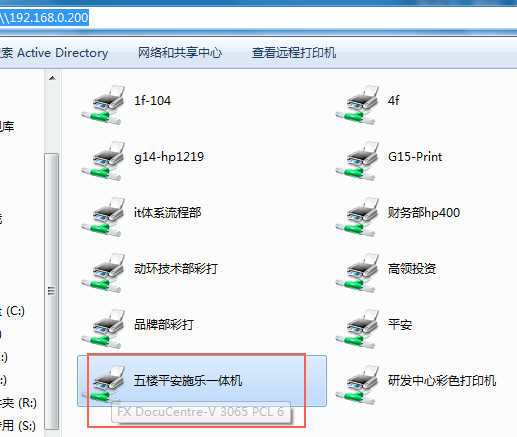 \\192.168.0.200
索 Active Directory 网络和共享中心 查看远程打印机
1f-104 4f
g14-hp1219 G15-Print
it体系流程部 财务部hp400
动环技术部彩打 高领投资
(C:)
品牌部彩打 平安
:)
:)
五楼平安施乐一体机 研发中心彩色打印机
夹 (R:)
FX DocuCentre-V 3065 PCL 6
用 (S:)